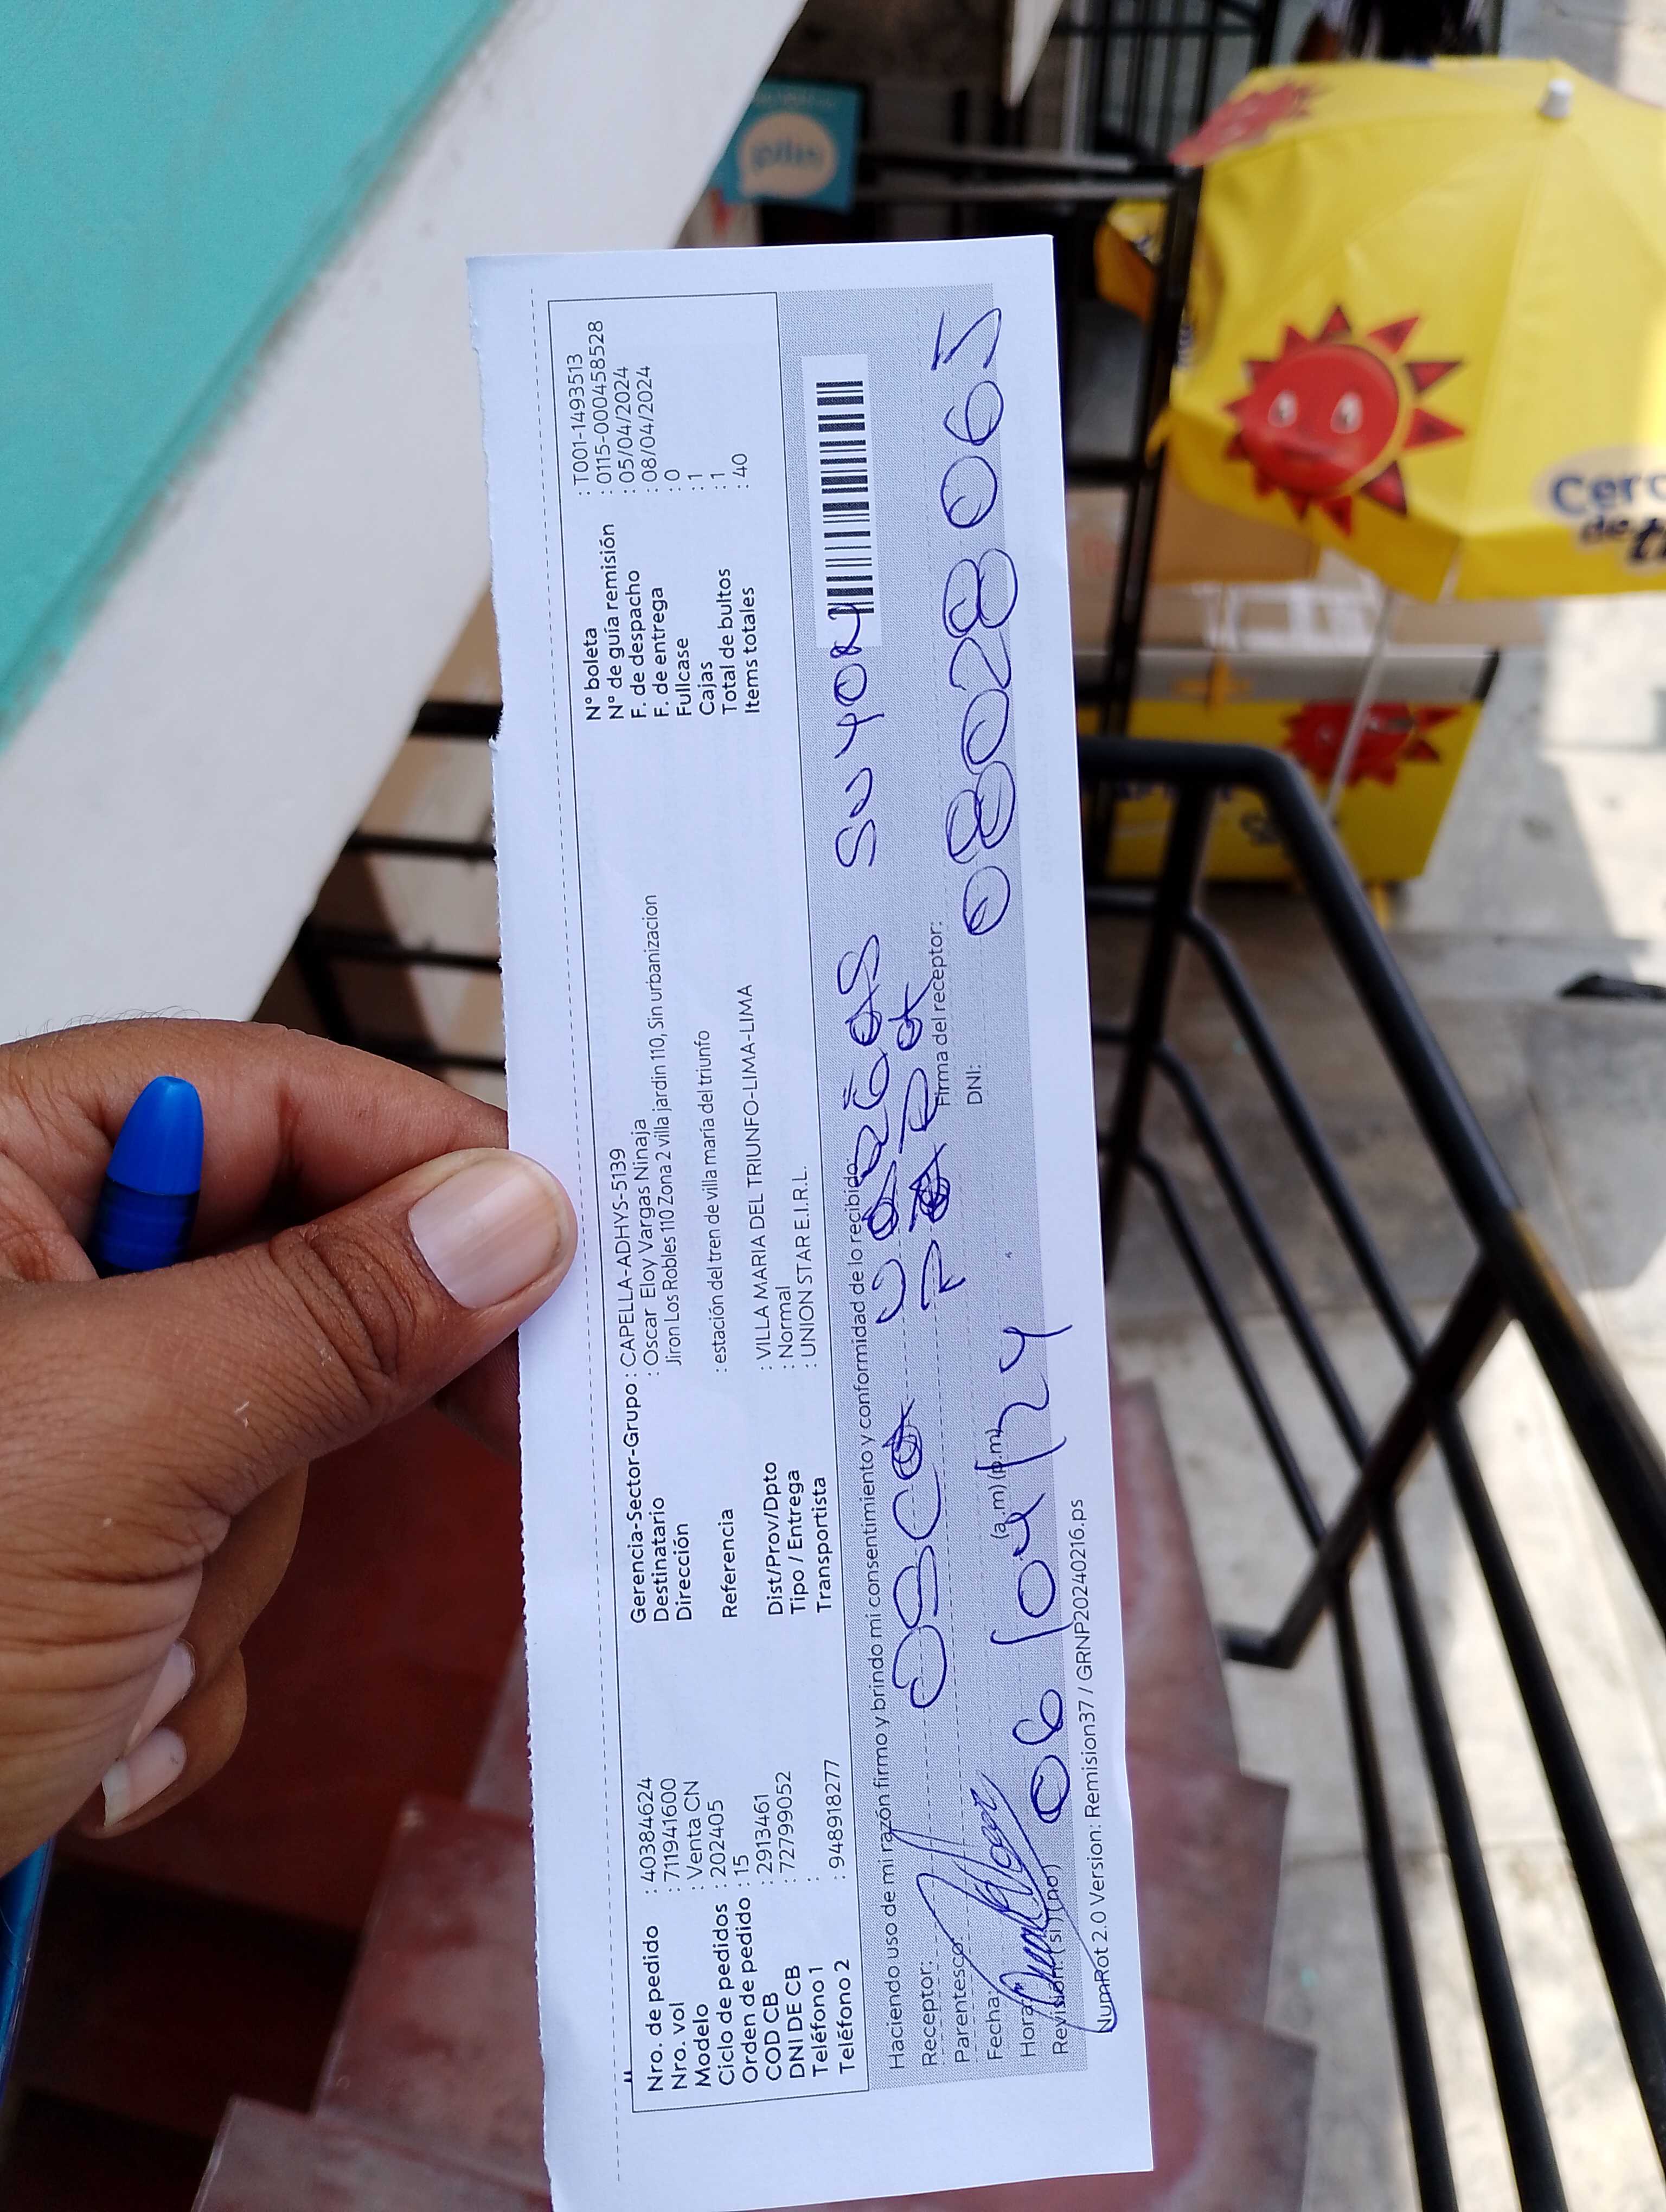 Nro. de pedido : 40384624
Nro. vol : 711941600
Modelo : Venta CN
Ciclo de pedidos : 202405
Orden de pedido : 15
COD CB : 2913461
DNI DE CB : 72799052
Teléfono 1 :
Teléfono 2 : 948918277
Gerencia-Sector-Grupo : CAPELLA-ADHYS-5139
Destinatario : Oscar Eloy Vargas Ninaja
Dirección Jiron Los Robles 110 Zona 2 villa jardin 110, Sin urbanizacion
Referencia : estación del tren de villa maría del triunfo
Dist/Prov/Dpto : VILLA MARIA DEL TRIUNFO-LIMA-LIMA
Tipo / Entrega : Normal
Transportista : UNION STAR E.I.R.L.
N° boleta : T001-1493513
N° de guía remisión : 0115-0004585528
F. de despacho : 05/04/2024
F. de entrega : 08/04/2024
Fullcase : 0
Cajas : 1
Total de bultos : 1
Items totales : 40
Haciendo uso de mi razón firmo y brindo mi consentimiento y conformidad de lo recibido:
Receptor: OSCAR VARGAS SUYOR
Parentesco:
Firma del receptor:
Fecha: 06/04/24
DNI: 08028065
Hora: (a.m) (p.m)
Revisión (si) (no)
NumRot 2.0 Version: Remision37 / GRNP20240216.ps
plin
Cer
de t